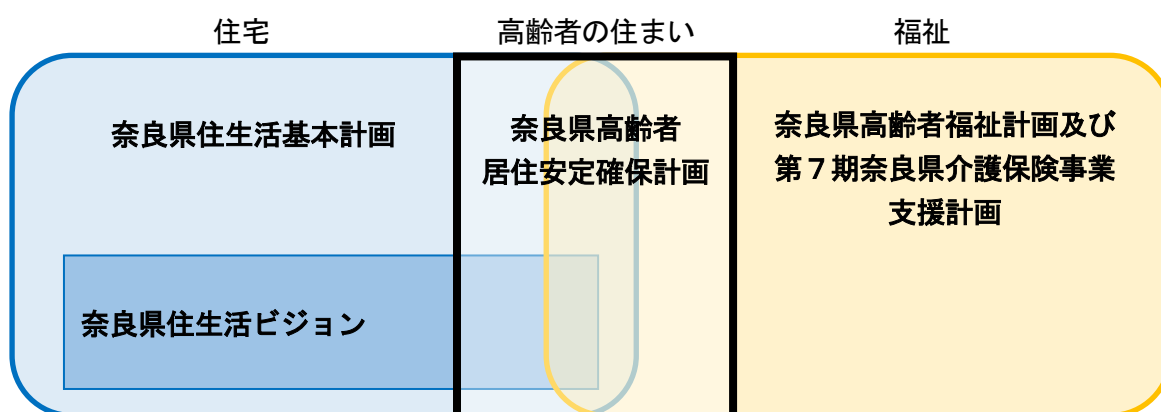 住宅
高齢者の住まい
福祉
奈良県住生活基本計画
奈良県高齢者
居住安定確保計画
奈良県高齢者福祉計画及び
第７期奈良県介護保険事業
支援計画
奈良県住生活ビジョン